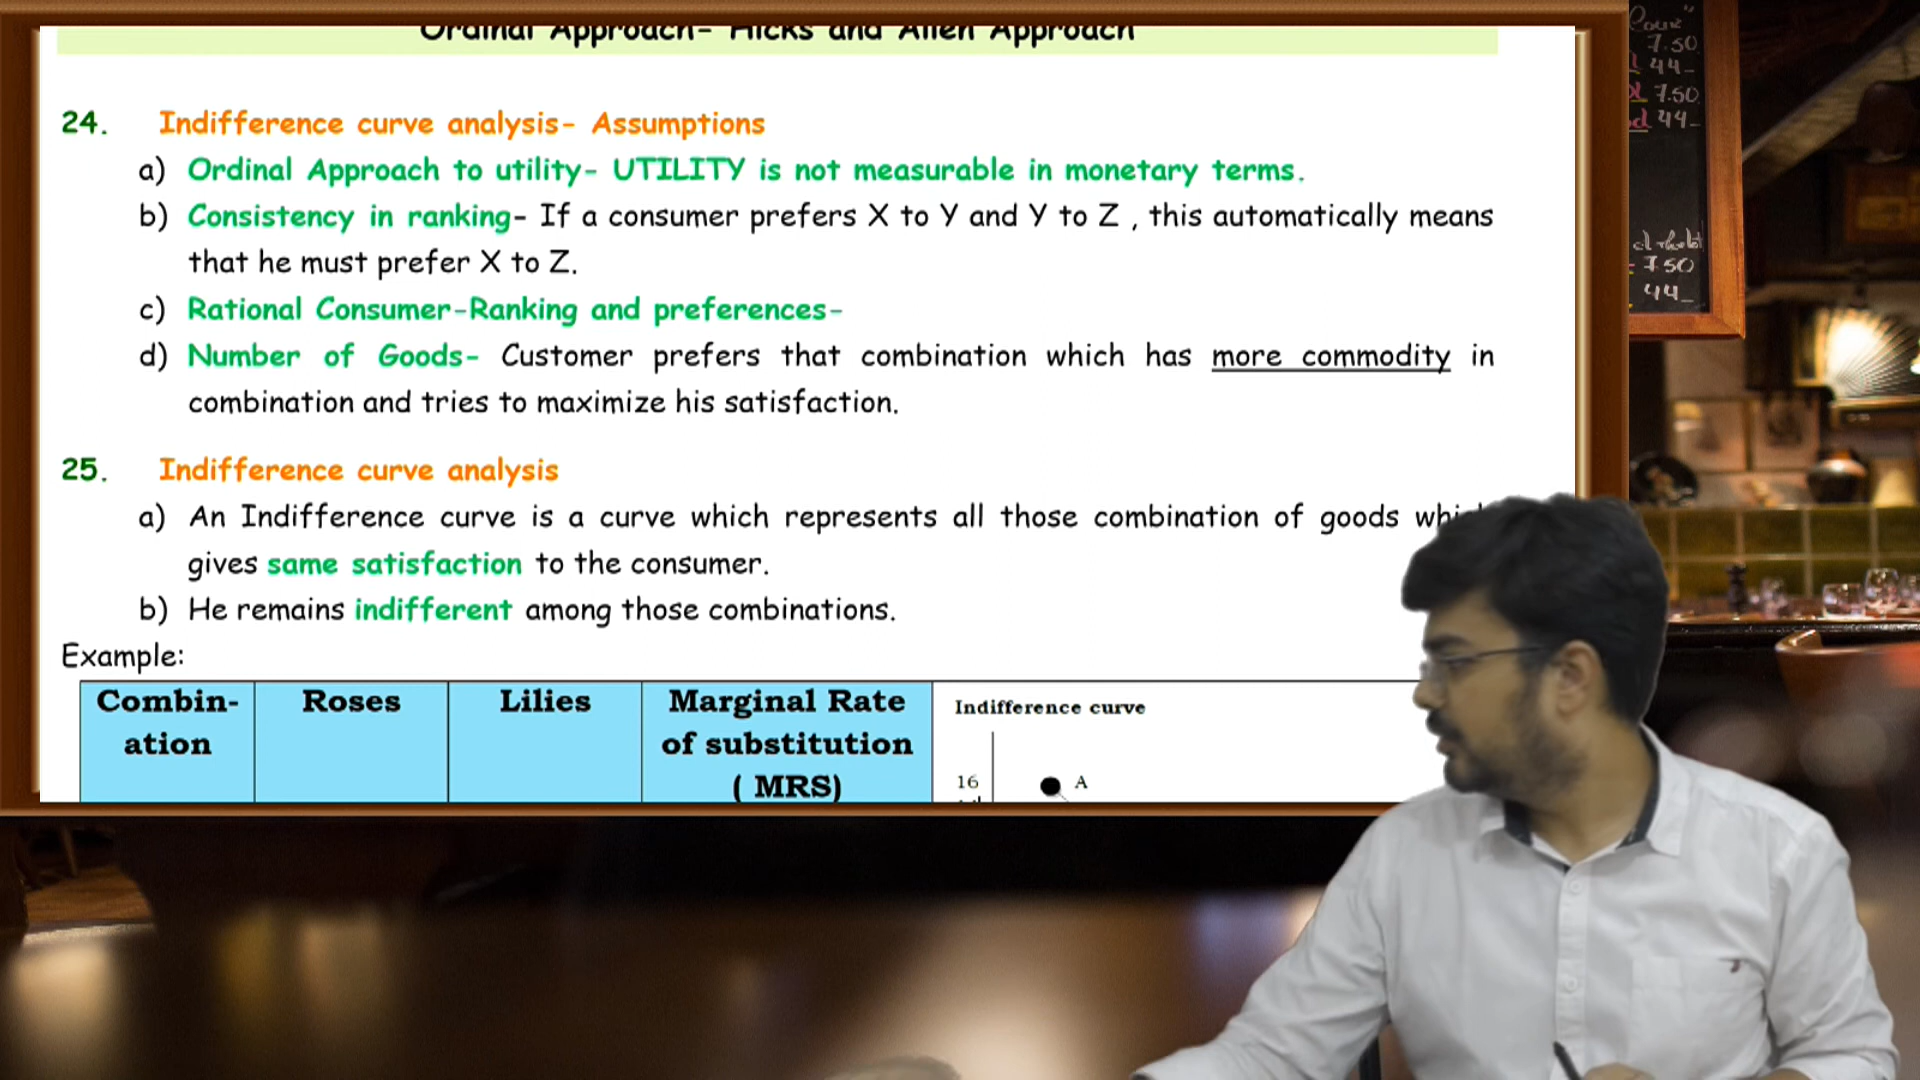 Ordinal Approach- Hicks and Allen Approach
24. Indifference curve analysis- Assumptions
a) Ordinal Approach to utility- UTILITY is not measurable in monetary terms.
b) Consistency in ranking- If a consumer prefers X to Y and Y to Z , this automatically means
that he must prefer X to Z.
c) Rational Consumer-Ranking and preferences-
d) Number of Goods- Customer prefers that combination which has more commodity in
combination and tries to maximize his satisfaction.
25. Indifference curve analysis
a) An Indifference curve is a curve which represents all those combination of goods
gives same satisfaction to the consumer.
b) He remains indifferent among those combinations.
Example:
Combin-
ation
Roses
Lilies
Marginal Rate
of substitution
( MRS)
Indifference curve
16 A
7.50
44-
7.50
44-
7.50
44-